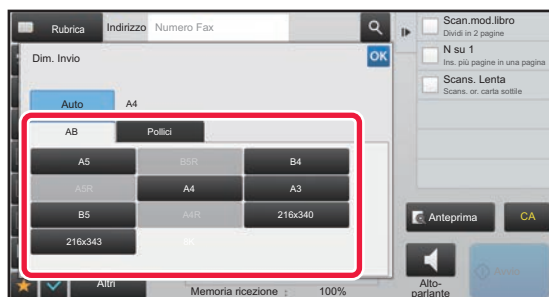 Rubrica
Indirizzo
Numero Fax
Dim. Invio
OK
Auto
A4
AB
Pollici
A5
B5R
B4
A5R
A4
A3
B5
A4R
216x340
216x343
Altri
Memoria ricezione :
100%
Scan.mod.libro
Dividi in 2 pagine
N su 1
Ins. più pagine in una pagina
Scans. Lenta
Scans. or. carta sottile
Anteprima
CA
Alto-
parlante
Avvio